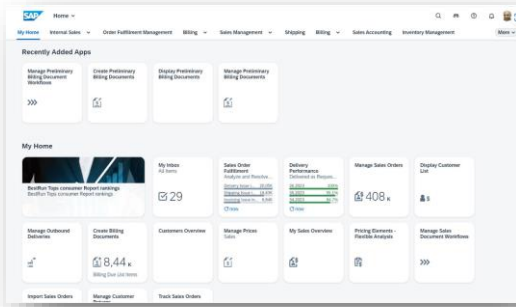 SAP
Home
My Home
Internal Sales
Order Fulfillment Management
Billing
Sales Management
Shipping
Billing
Sales Accounting
Inventory Management
More
Recently Added Apps
Manage Preliminary
Billing Document
Workflows
Create Preliminary
Billing Documents
Display Preliminary
Billing Documents
Manage Preliminary
Billing Documents
My Home
BestRun Tops consumer Report rankings
BestRun Tops consumer Report rankings
My Inbox
All Items
29
Sales Order
Fulfillment
Analyze and Resolve...
now
Delivery
Performance
Delivered as Reques...
now
Manage Sales Orders
408 K
Display Customer
List
5
Manage Outbound
Deliveries
Create Billing
Documents
8,44 K
Billing Due List Items
Customers Overview
Manage Prices
Sales
My Sales Overview
Pricing Elements -
Flexible Analysis
Manage Sales
Document Workflows
Import Sales Orders
Manage Customer
Track Sales Orders